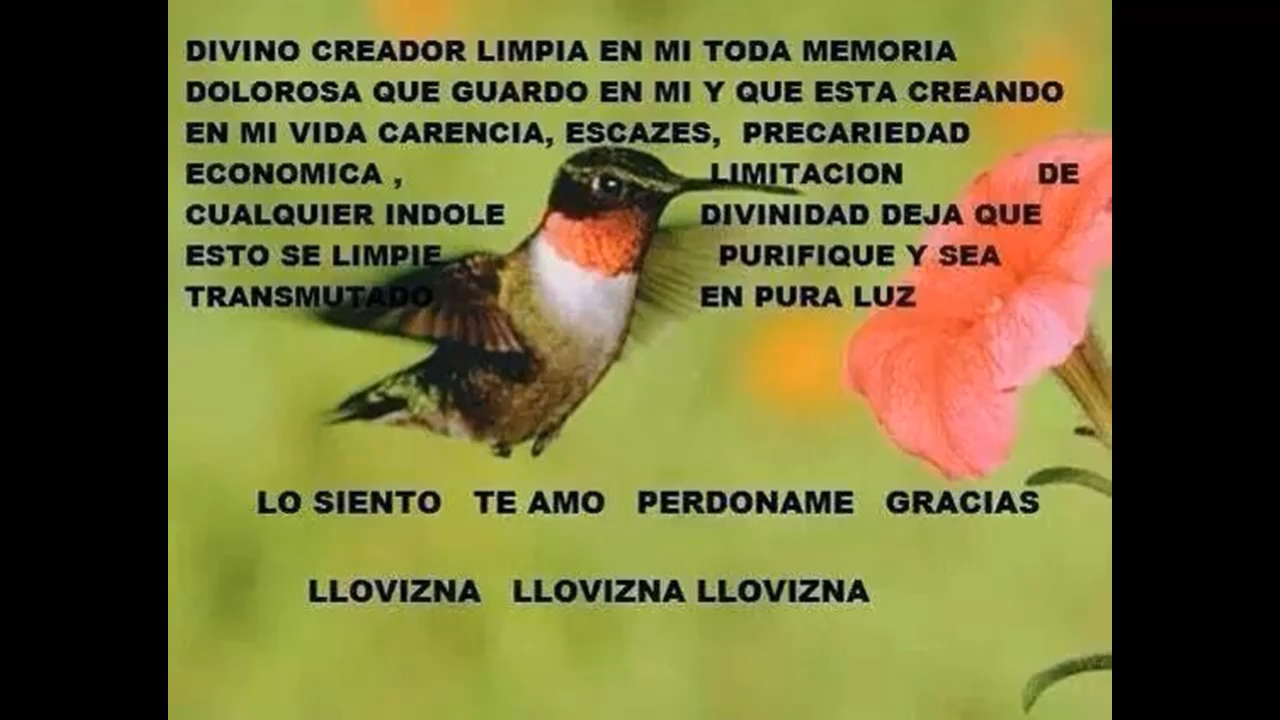 DIVINO CREADOR LIMPIA EN MI TODA MEMORIA
DOLOROSA QUE GUARDO EN MI Y QUE ESTA CREANDO
EN MI VIDA CARENCIA, ESCAZES, PRECARIEDAD
ECONOMICA , LIMITACION DE
CUALQUIER INDOLE DIVINIDAD DEJA QUE
ESTO SE LIMPIE PURIFIQUE Y SEA
TRANSMUTADO EN PURA LUZ
LO SIENTO TE AMO PERDONAME GRACIAS
LLOVIZNA LLOVIZNA LLOVIZNA